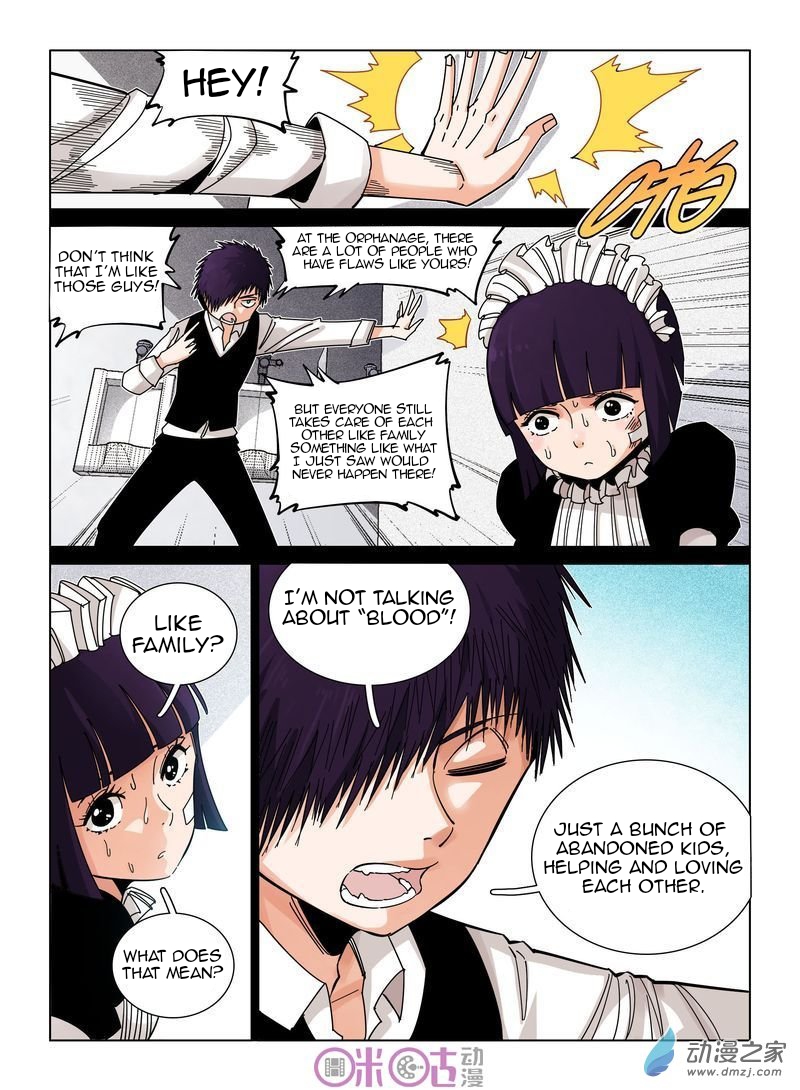 HEY!
啪
DON'T THINK
THAT I'M LIKE
THOSE GUYS!
AT THE ORPHANAGE, THERE
ARE A LOT OF PEOPLE WHO
HAVE FLAWS LIKE YOURS!
BUT EVERYONE STILL
TAKES CARE OF EACH
OTHER LIKE FAMILY
SOMETHING LIKE WHAT
I JUST SAW WOULD
NEVER HAPPEN THERE!
LIKE
FAMILY?
WHAT DOES
THAT MEAN?
I'M NOT TALKING
ABOUT "BLOOD"!
JUST A BUNCH OF
ABANDONED KIDS,
HELPING AND LOVING
EACH OTHER.
咪咕动漫
动漫之家
www.dmzj.com